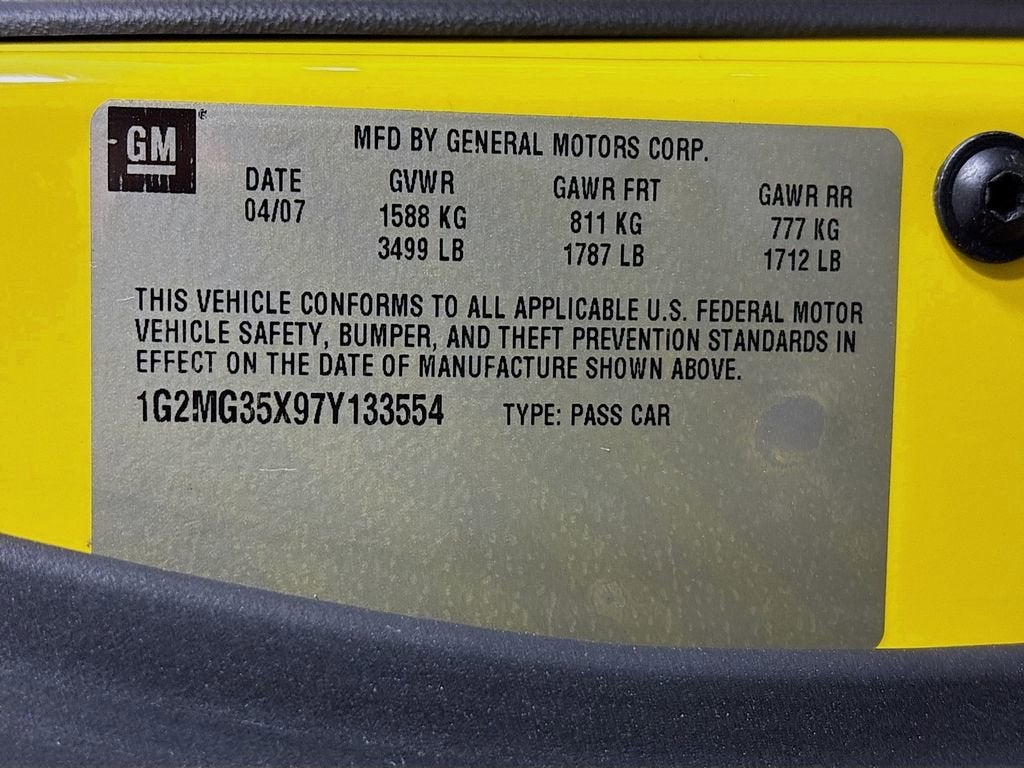 GM
MFD BY GENERAL MOTORS CORP.
DATE GVWR GAWR FRT GAWR RR
04/07 1588 KG 811 KG 777 KG
3499 LB 1787 LB 1712 LB
THIS VEHICLE CONFORMS TO ALL APPLICABLE U.S. FEDERAL MOTOR
VEHICLE SAFETY, BUMPER, AND THEFT PREVENTION STANDARDS IN
EFFECT ON THE DATE OF MANUFACTURE SHOWN ABOVE.
1G2MG35X97Y133554 TYPE: PASS CAR